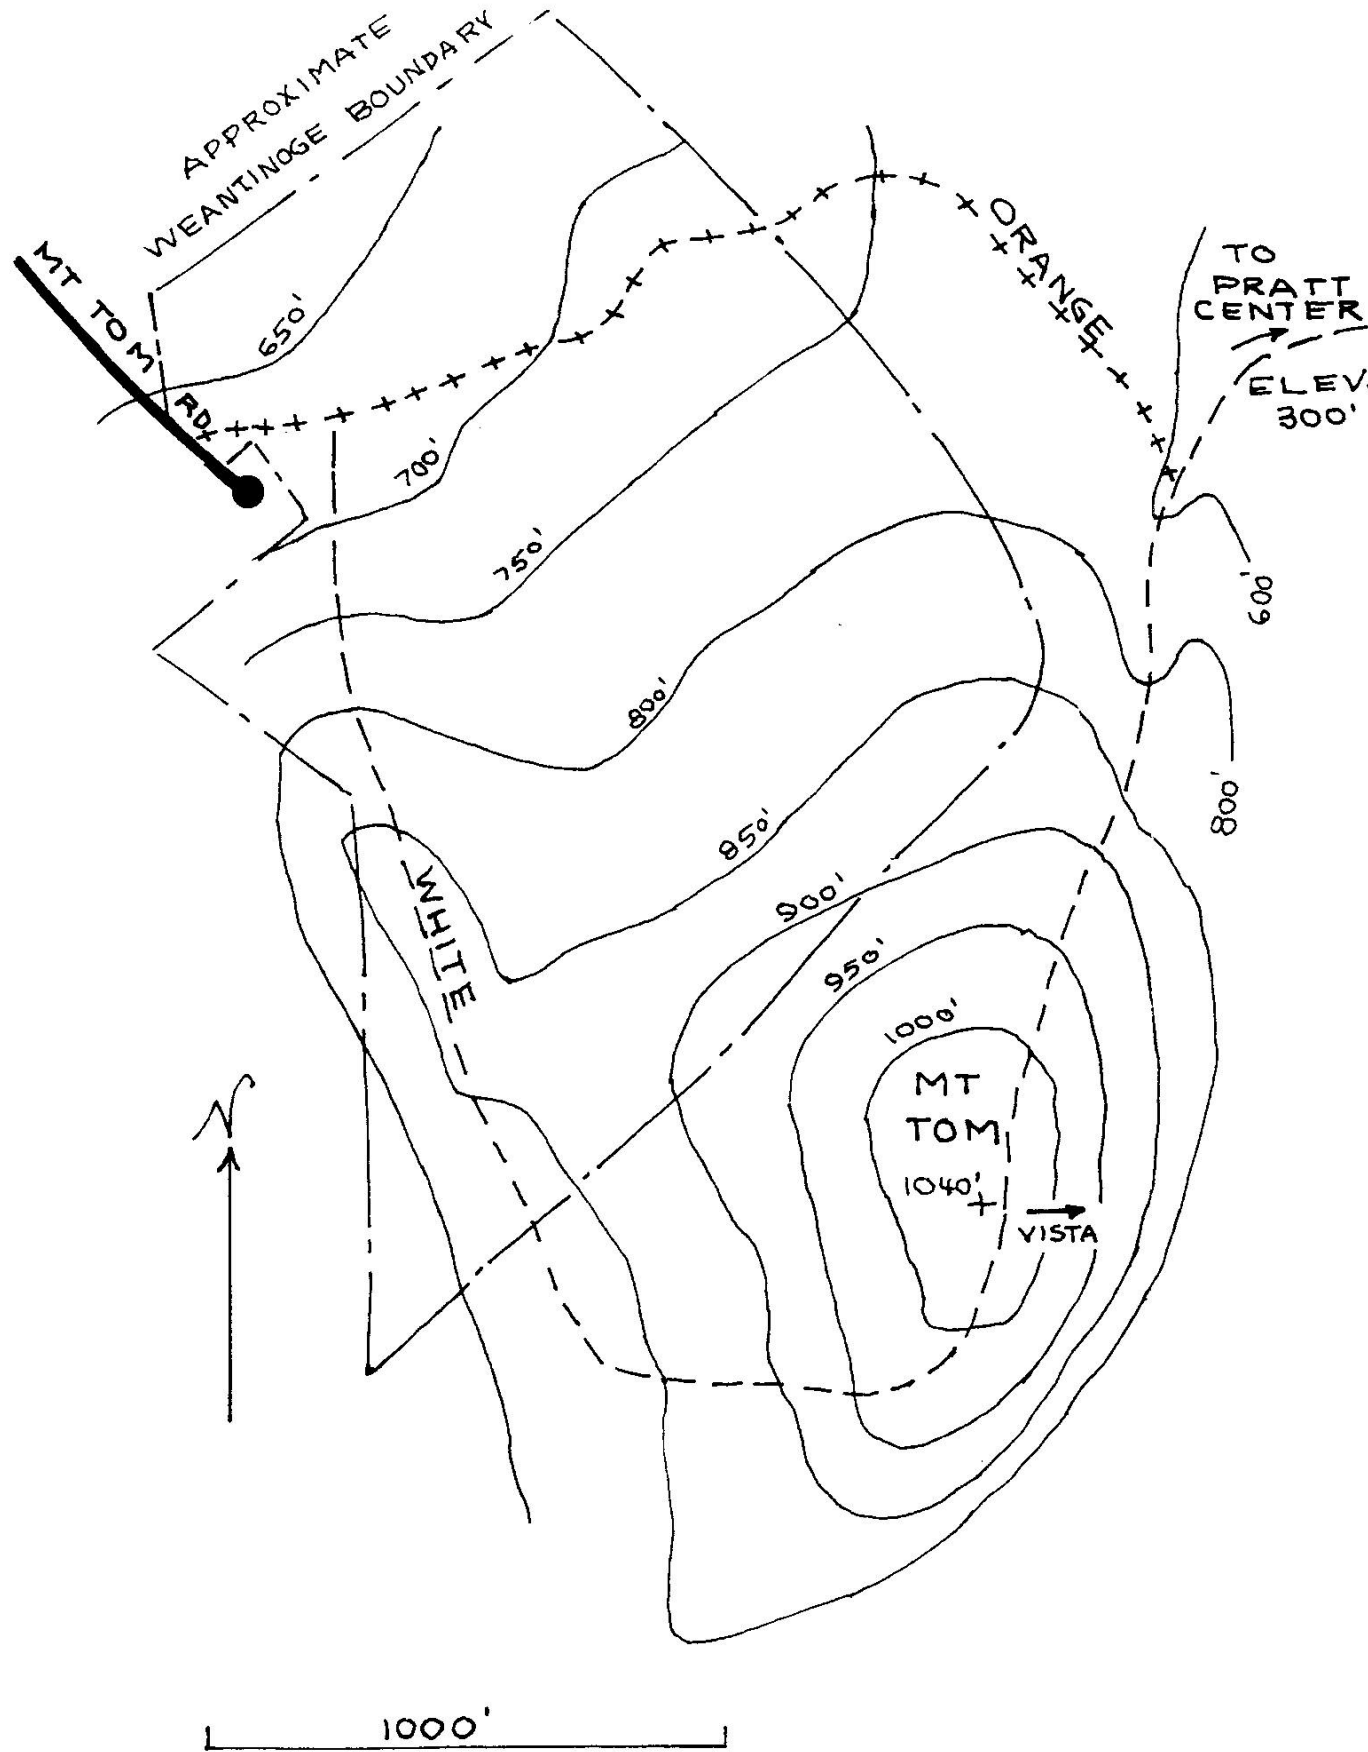 APPROXIMATE
WEANTINOGE BOUNDARY
MT TOM RD
650'
ORANGE
TO
PRATT
CENTER
ELEV.
300'
700'
750'
600'
800'
800'
850'
WHITE
900'
950'
1000'
MT
TOM
1040'
VISTA
N
1000'